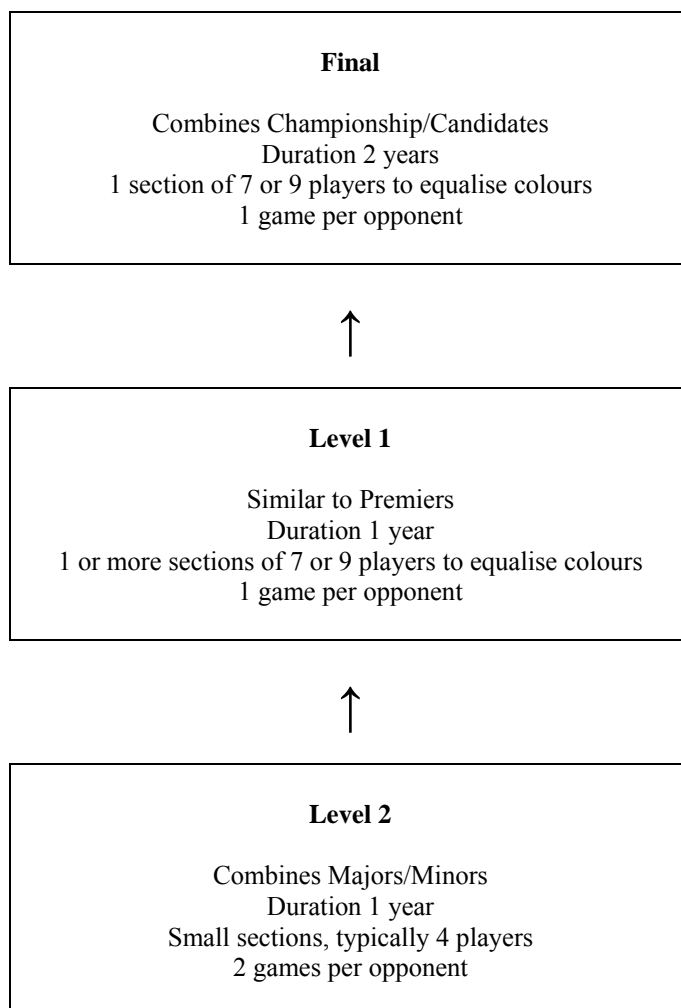 Final
Combines Championship/Candidates
Duration 2 years
1 section of 7 or 9 players to equalise colours
1 game per opponent
Level 1
Similar to Premiers
Duration 1 year
1 or more sections of 7 or 9 players to equalise colours
1 game per opponent
Level 2
Combines Majors/Minors
Duration 1 year
Small sections, typically 4 players
2 games per opponent